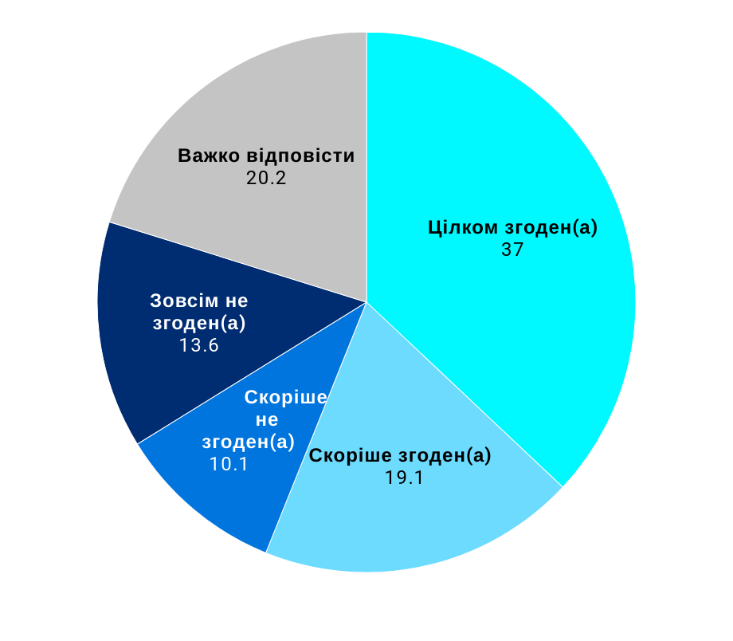 Важко відповісти
20.2
Цілком згоден(а)
37
Зовсім не
згоден(а)
13.6
Скоріше
не
згоден(а)
10.1
Скоріше згоден(а)
19.1